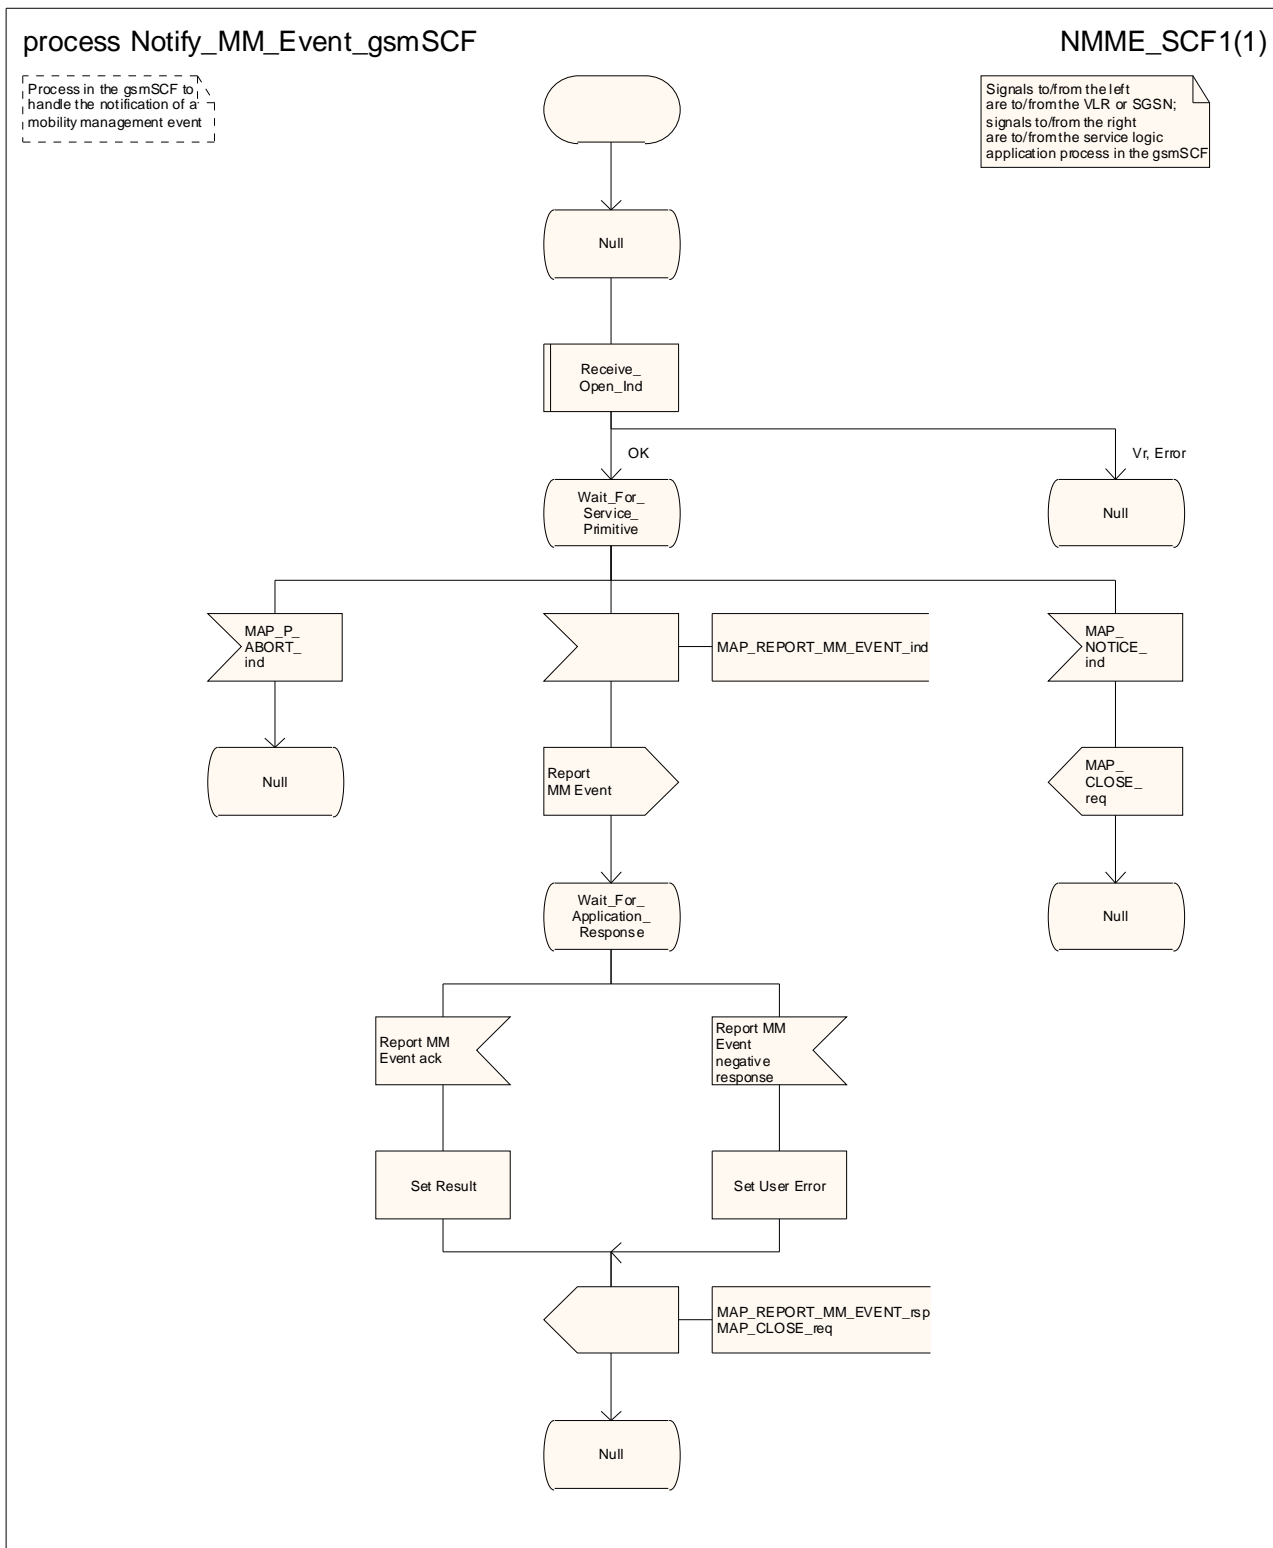 process Notify_MM_Event_gsmSCF
NMME_SCF1(1)
Process in the gsmSCF to
handle the notification of a
mobility management event
Signals to/from the left
are to/from the VLR or SGSN;
signals to/from the right
are to/from the service logic
application process in the gsmSCF
Null
Receive_
Open_Ind
OK
Vr, Error
Wait_For_
Service_
Primitive
Null
MAP_P_
ABORT_
ind
MAP_REPORT_MM_EVENT_ind
MAP_
NOTICE_
ind
Null
Report
MM Event
MAP_
CLOSE_
req
Wait_For_
Application_
Response
Null
Report MM
Event ack
Report MM
Event
negative
response
Set Result
Set User Error
MAP_REPORT_MM_EVENT_rsp
MAP_CLOSE_req
Null